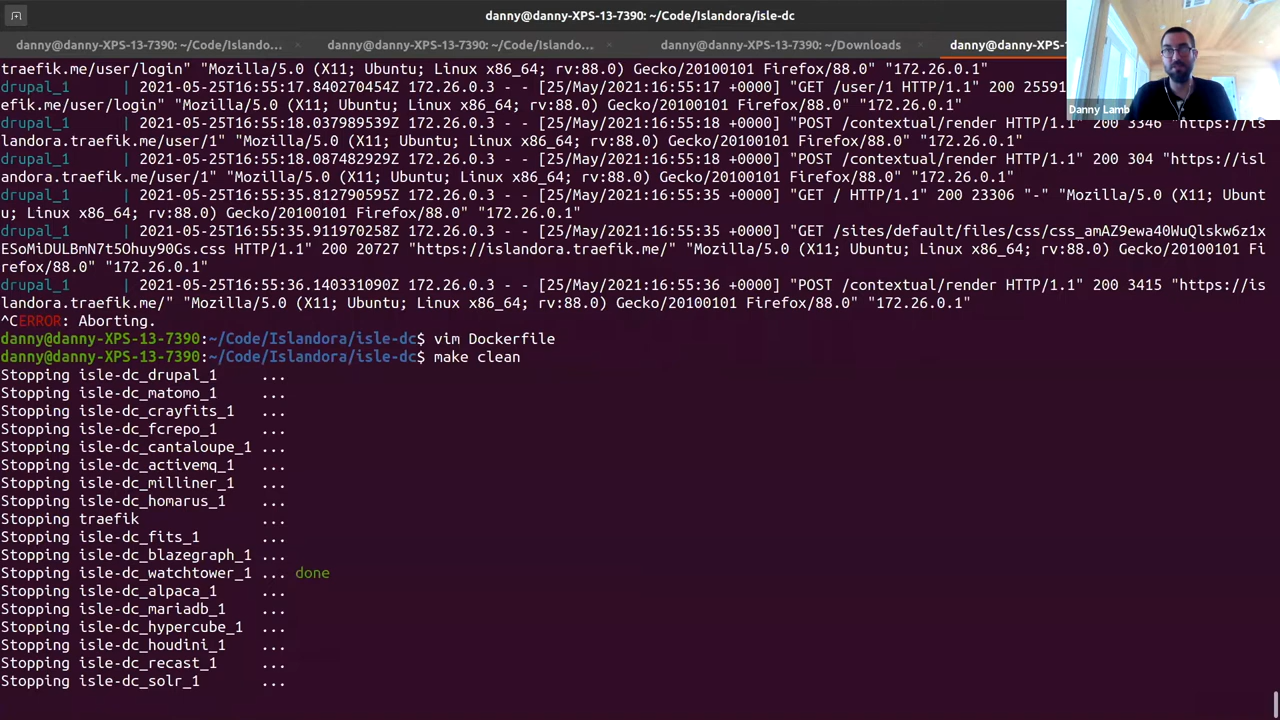 danny@danny-XPS-13-7390: ~/Code/Islandora/isle-dc
danny@danny-XPS-13-7390: ~/Code/Islando... × danny@danny-XPS-13-7390: ~/Code/Islando... × danny@danny-XPS-13-7390: ~/Downloads × danny@danny-XPS-1
Danny Lamb
traefik.me/user/login" "Mozilla/5.0 (X11; Ubuntu; Linux x86_64; rv:88.0) Gecko/20100101 Firefox/88.0" "172.26.0.1"
drupal_1 | 2021-05-25T16:55:17.840270454Z 172.26.0.3 - - [25/May/2021:16:55:17 +0000] "GET /user/1 HTTP/1.1" 200 25591
efik.me/user/login" "Mozilla/5.0 (X11; Ubuntu; Linux x86_64; rv:88.0) Gecko/20100101 Firefox/88.0" "172.26.0.1"
drupal_1 | 2021-05-25T16:55:18.037989191Z 172.26.0.3 - - [25/May/2021:16:55:18 +0000] "POST /contextual/render HTTP/1.1" 200 3346 "https://is
landora.traefik.me/user/1" "Mozilla/5.0 (X11; Ubuntu; Linux x86_64; rv:88.0) Gecko/20100101 Firefox/88.0" "172.26.0.1"
drupal_1 | 2021-05-25T16:55:18.087482929Z 172.26.0.3 - - [25/May/2021:16:55:18 +0000] "POST /contextual/render HTTP/1.1" 200 304 "https://isl
andora.traefik.me/user/1" "Mozilla/5.0 (X11; Ubuntu; Linux x86_64; rv:88.0) Gecko/20100101 Firefox/88.0" "172.26.0.1"
drupal_1 | 2021-05-25T16:55:35.812790595Z 172.26.0.3 - - [25/May/2021:16:55:35 +0000] "GET / HTTP/1.1" 200 23306 "-" "Mozilla/5.0 (X11; Ubunt
u; Linux x86_64; rv:88.0) Gecko/20100101 Firefox/88.0" "172.26.0.1"
drupal_1 | 2021-05-25T16:55:35.911970258Z 172.26.0.3 - - [25/May/2021:16:55:35 +0000] "GET /sites/default/files/css/css_amAZ9ewa40WuQlskw6z1x
ESoMiDULBmN7t5Ohuy90Gs.css HTTP/1.1" 200 20727 "https://islandora.traefik.me/" "Mozilla/5.0 (X11; Ubuntu; Linux x86_64; rv:88.0) Gecko/20100101 Fi
refox/88.0" "172.26.0.1"
drupal_1 | 2021-05-25T16:55:36.140331090Z 172.26.0.3 - - [25/May/2021:16:55:36 +0000] "POST /contextual/render HTTP/1.1" 200 3415 "https://is
landora.traefik.me/" "Mozilla/5.0 (X11; Ubuntu; Linux x86_64; rv:88.0) Gecko/20100101 Firefox/88.0" "172.26.0.1"
^CERROR: Aborting.
danny@danny-XPS-13-7390:~/Code/Islandora/isle-dc$ vim Dockerfile
danny@danny-XPS-13-7390:~/Code/Islandora/isle-dc$ make clean
Stopping isle-dc_drupal_1 ...
Stopping isle-dc_matomo_1 ...
Stopping isle-dc_crayfits_1 ...
Stopping isle-dc_fcrepo_1 ...
Stopping isle-dc_cantaloupe_1 ...
Stopping isle-dc_activemq_1 ...
Stopping isle-dc_milliner_1 ...
Stopping isle-dc_homarus_1 ...
Stopping traefik ...
Stopping isle-dc_fits_1 ...
Stopping isle-dc_blazegraph_1 ...
Stopping isle-dc_watchtower_1 ... done
Stopping isle-dc_alpaca_1 ...
Stopping isle-dc_mariadb_1 ...
Stopping isle-dc_hypercube_1 ...
Stopping isle-dc_houdini_1 ...
Stopping isle-dc_recast_1 ...
Stopping isle-dc_solr_1 ...